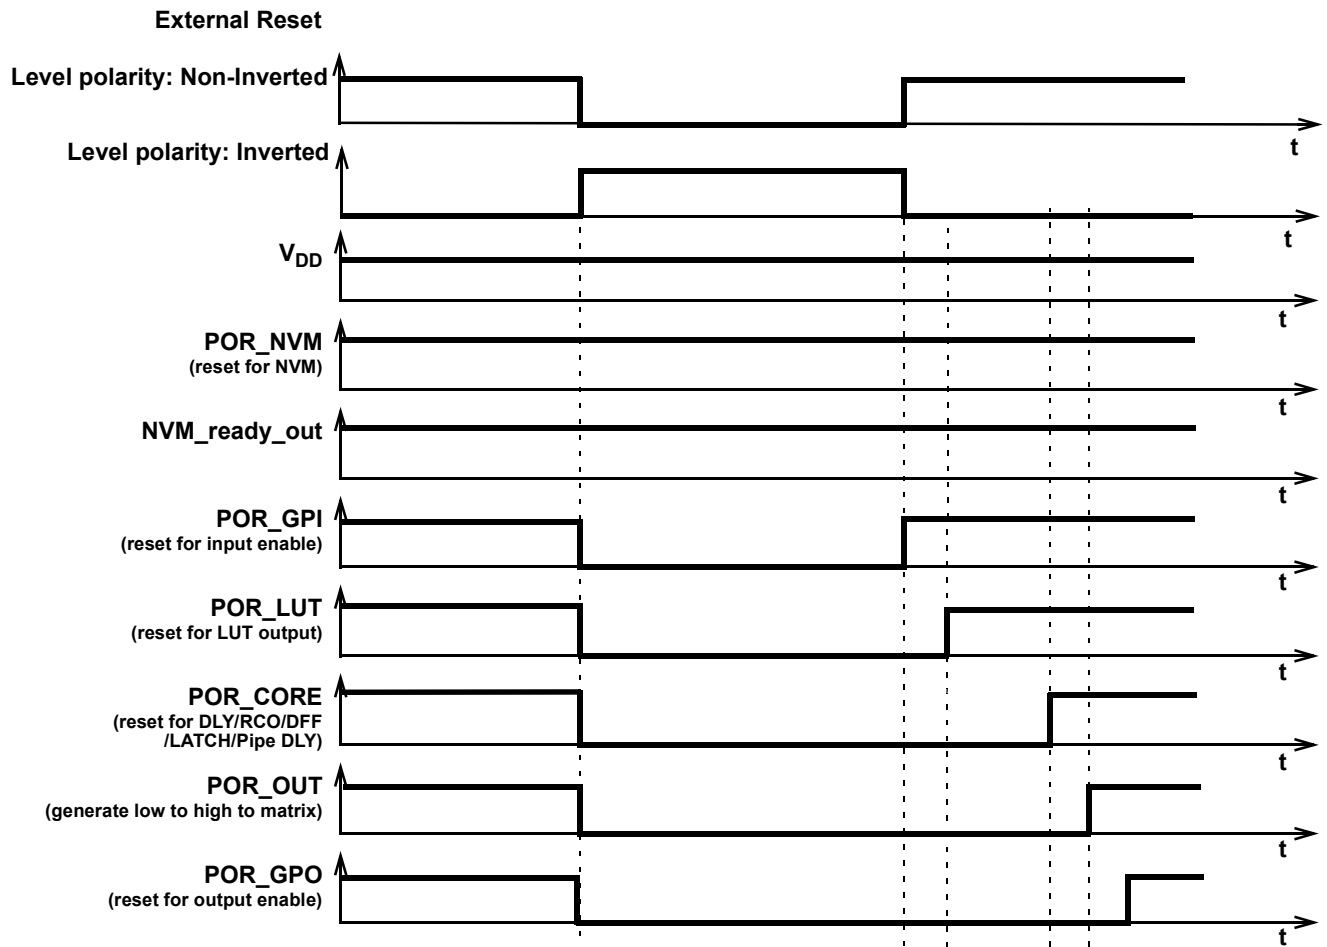 External Reset
Level polarity: Non-Inverted
t
Level polarity: Inverted
t
VDD
t
POR_NVM
(reset for NVM)
t
NVM_ready_out
t
POR_GPI
(reset for input enable)
t
POR_LUT
(reset for LUT output)
t
POR_CORE
(reset for DLY/RCO/DFF
/LATCH/Pipe DLY)
t
POR_OUT
(generate low to high to matrix)
t
POR_GPO
(reset for output enable)
t